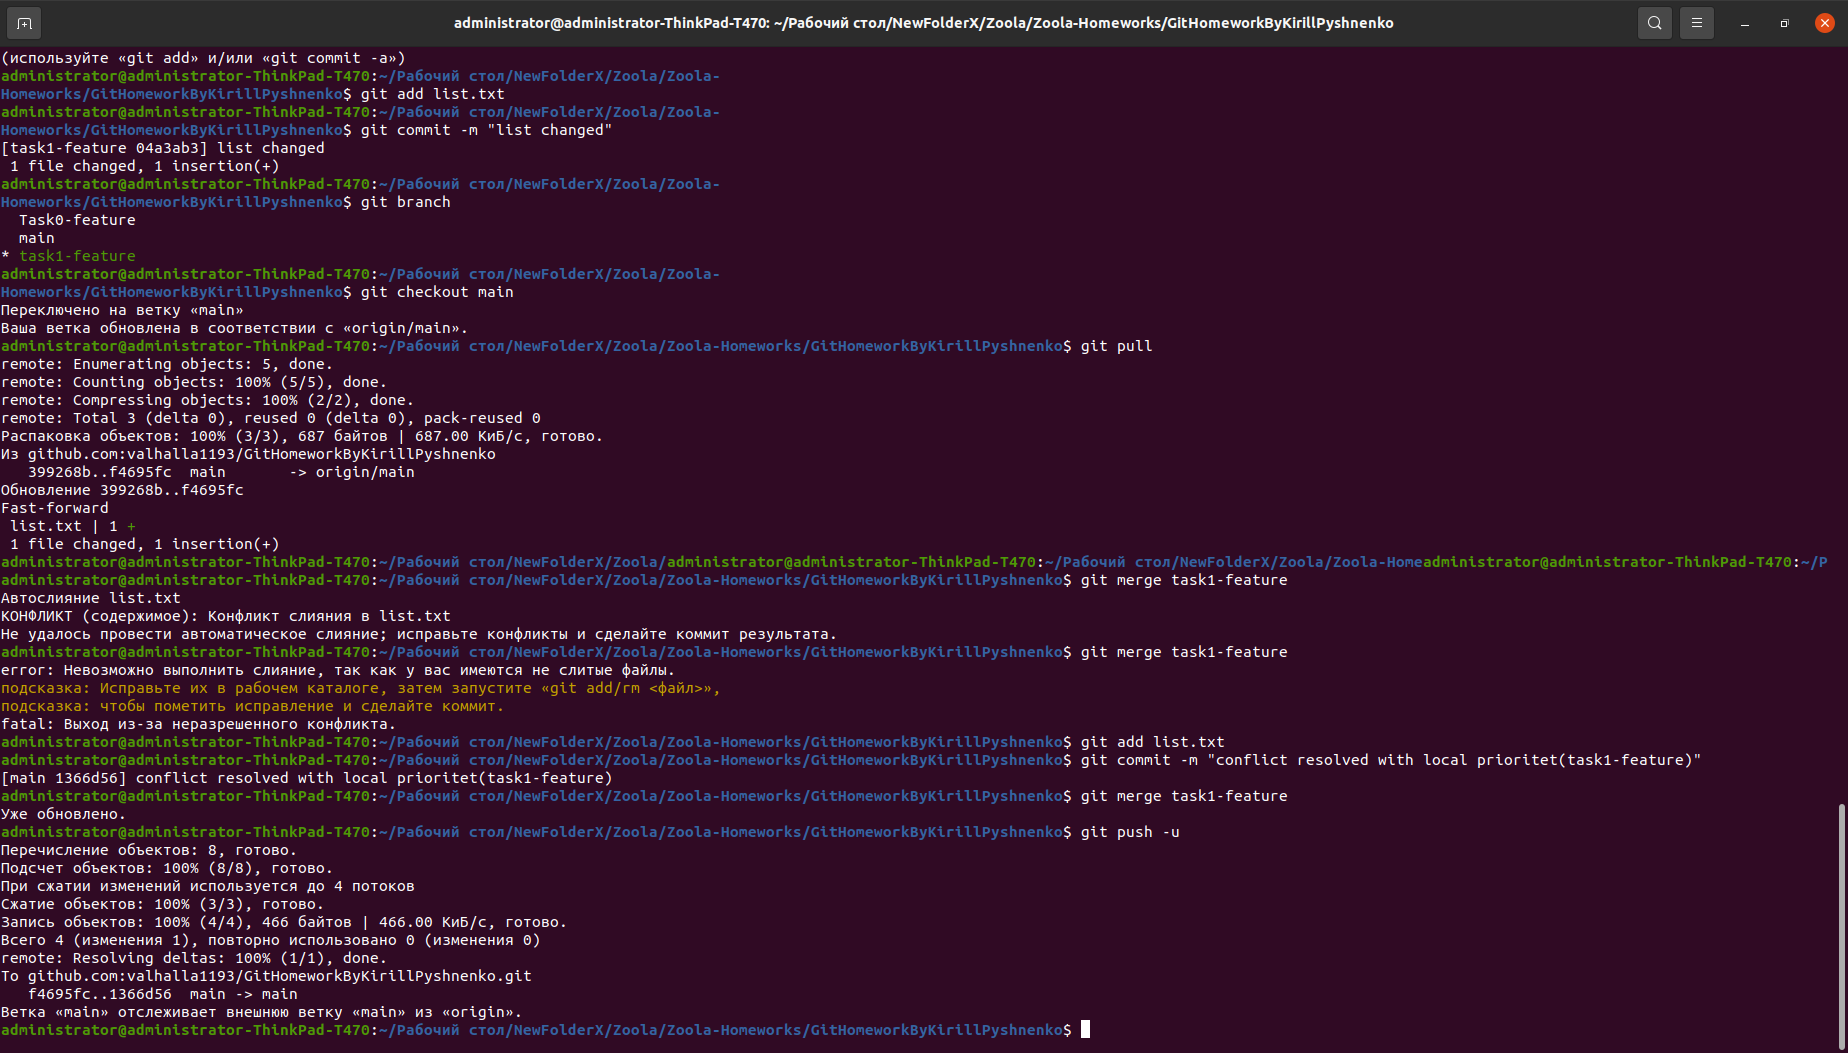 administrator@administrator-ThinkPad-T470: ~/Рабочий стол/NewFolderX/Zoola/Zoola-Homeworks/GitHomeworkByKirillPyshnenko
(используйте «git add» и/или «git commit -a»)
administrator@administrator-ThinkPad-T470:~/Рабочий стол/NewFolderX/Zoola/Zoola-
Homeworks/GitHomeworkByKirillPyshnenko$ git add list.txt
administrator@administrator-ThinkPad-T470:~/Рабочий стол/NewFolderX/Zoola/Zoola-
Homeworks/GitHomeworkByKirillPyshnenko$ git commit -m "list changed"
[task1-feature 04a3ab3] list changed
 1 file changed, 1 insertion(+)
administrator@administrator-ThinkPad-T470:~/Рабочий стол/NewFolderX/Zoola/Zoola-
Homeworks/GitHomeworkByKirillPyshnenko$ git branch
  Task0-feature
  main
* task1-feature
administrator@administrator-ThinkPad-T470:~/Рабочий стол/NewFolderX/Zoola/Zoola-
Homeworks/GitHomeworkByKirillPyshnenko$ git checkout main
Переключено на ветку «main»
Ваша ветка обновлена в соответствии с «origin/main».
administrator@administrator-ThinkPad-T470:~/Рабочий стол/NewFolderX/Zoola/Zoola-Homeworks/GitHomeworkByKirillPyshnenko$ git pull
remote: Enumerating objects: 5, done.
remote: Counting objects: 100% (5/5), done.
remote: Compressing objects: 100% (2/2), done.
remote: Total 3 (delta 0), reused 0 (delta 0), pack-reused 0
Распаковка объектов: 100% (3/3), 687 байтов | 687.00 КиБ/с, готово.
Из github.com:valhalla1193/GitHomeworkByKirillPyshnenko
   399268b..f4695fc  main       -> origin/main
Обновление 399268b..f4695fc
Fast-forward
 list.txt | 1 +
 1 file changed, 1 insertion(+)
administrator@administrator-ThinkPad-T470:~/Рабочий стол/NewFolderX/Zoola/administrator@administrator-ThinkPad-T470:~/Рабочий стол/NewFolderX/Zoola/Zoola-Homeadministrator@administrator-ThinkPad-T470:~/Р
administrator@administrator-ThinkPad-T470:~/Рабочий стол/NewFolderX/Zoola/Zoola-Homeworks/GitHomeworkByKirillPyshnenko$ git merge task1-feature
Автослияние list.txt
КОНФЛИКТ (содержимое): Конфликт слияния в list.txt
Не удалось провести автоматическое слияние; исправьте конфликты и сделайте коммит результата.
administrator@administrator-ThinkPad-T470:~/Рабочий стол/NewFolderX/Zoola/Zoola-Homeworks/GitHomeworkByKirillPyshnenko$ git merge task1-feature
error: Невозможно выполнить слияние, так как у вас имеются не слитые файлы.
подсказка: Исправьте их в рабочем каталоге, затем запустите «git add/rm <файл>»,
подсказка: чтобы пометить исправление и сделайте коммит.
fatal: Выход из-за неразрешенного конфликта.
administrator@administrator-ThinkPad-T470:~/Рабочий стол/NewFolderX/Zoola/Zoola-Homeworks/GitHomeworkByKirillPyshnenko$ git add list.txt
administrator@administrator-ThinkPad-T470:~/Рабочий стол/NewFolderX/Zoola/Zoola-Homeworks/GitHomeworkByKirillPyshnenko$ git commit -m "conflict resolved with local prioritet(task1-feature)"
[main 1366d56] conflict resolved with local prioritet(task1-feature)
administrator@administrator-ThinkPad-T470:~/Рабочий стол/NewFolderX/Zoola/Zoola-Homeworks/GitHomeworkByKirillPyshnenko$ git merge task1-feature
Уже обновлено.
administrator@administrator-ThinkPad-T470:~/Рабочий стол/NewFolderX/Zoola/Zoola-Homeworks/GitHomeworkByKirillPyshnenko$ git push -u
Перечисление объектов: 8, готово.
Подсчет объектов: 100% (8/8), готово.
При сжатии изменений используется до 4 потоков
Сжатие объектов: 100% (3/3), готово.
Запись объектов: 100% (4/4), 466 байтов | 466.00 КиБ/с, готово.
Всего 4 (изменения 1), повторно использовано 0 (изменения 0)
remote: Resolving deltas: 100% (1/1), done.
To github.com:valhalla1193/GitHomeworkByKirillPyshnenko.git
   f4695fc..1366d56  main -> main
Ветка «main» отслеживает внешнюю ветку «main» из «origin».
administrator@administrator-ThinkPad-T470:~/Рабочий стол/NewFolderX/Zoola/Zoola-Homeworks/GitHomeworkByKirillPyshnenko$